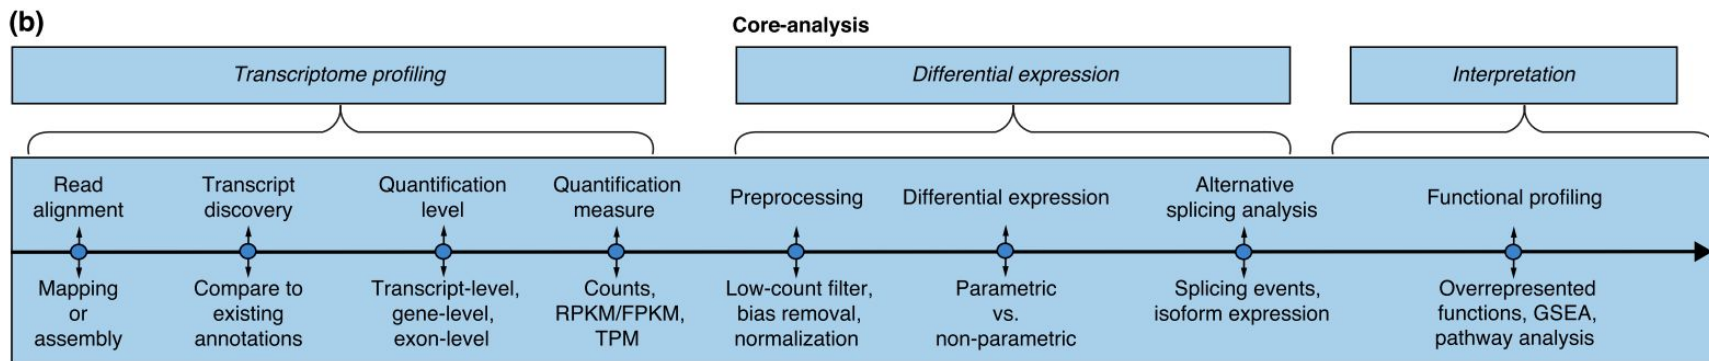 (b)
Core-analysis
Transcriptome profiling
Differential expression
Interpretation
Read
alignment
Transcript
discovery
Quantification
level
Quantification
measure
Preprocessing
Differential expression
Alternative
splicing analysis
Functional profiling
Mapping
or
assembly
Compare to
existing
annotations
Transcript-level,
gene-level,
exon-level
Counts,
RPKM/FPKM,
TPM
Low-count filter,
bias removal,
normalization
Parametric
vs.
non-parametric
Splicing events,
isoform expression
Overrepresented
functions, GSEA,
pathway analysis